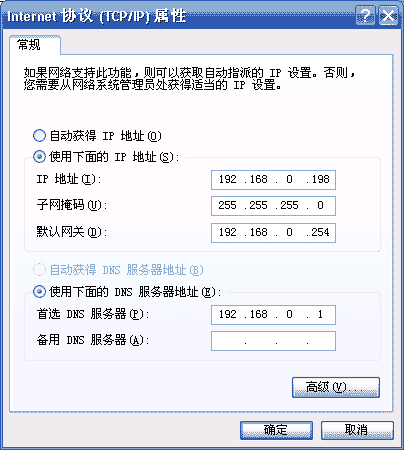 Internet 协议 (TCP/IP) 属性
常规
如果网络支持此功能，则可以获取自动指派的 IP 设置。否则，
您需要从网络系统管理员处获得适当的 IP 设置。
自动获得 IP 地址(O)
使用下面的 IP 地址(S):
IP 地址(I): 192 .168 . 0 .198
子网掩码(U): 255 .255 .255 . 0
默认网关(D): 192 .168 . 0 .254
自动获得 DNS 服务器地址(B)
使用下面的 DNS 服务器地址(E):
首选 DNS 服务器(P): 192 .168 . 0 . 1
备用 DNS 服务器(A): . . .
高级(V)...
确定 取消